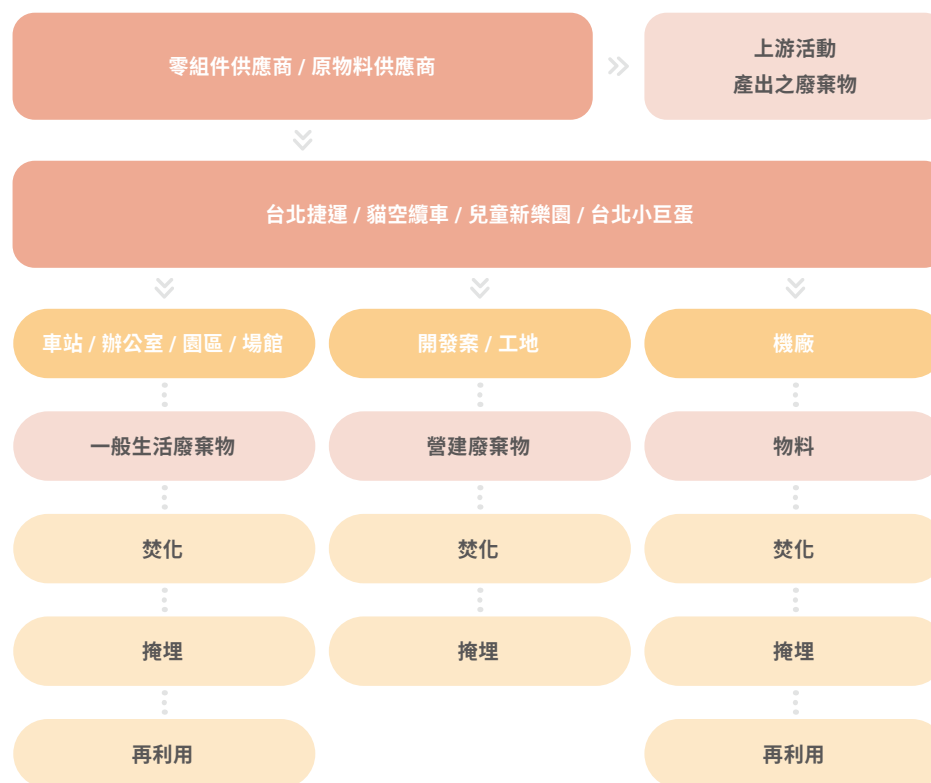 零組件供應商 / 原物料供應商
上游活動
產出之廢棄物
台北捷運 / 貓空纜車 / 兒童新樂園 / 台北小巨蛋
車站 / 辦公室 / 園區 / 場館
開發案 / 工地
機廠
一般生活廢棄物
營建廢棄物
物料
焚化
焚化
焚化
掩埋
掩埋
掩埋
再利用
再利用